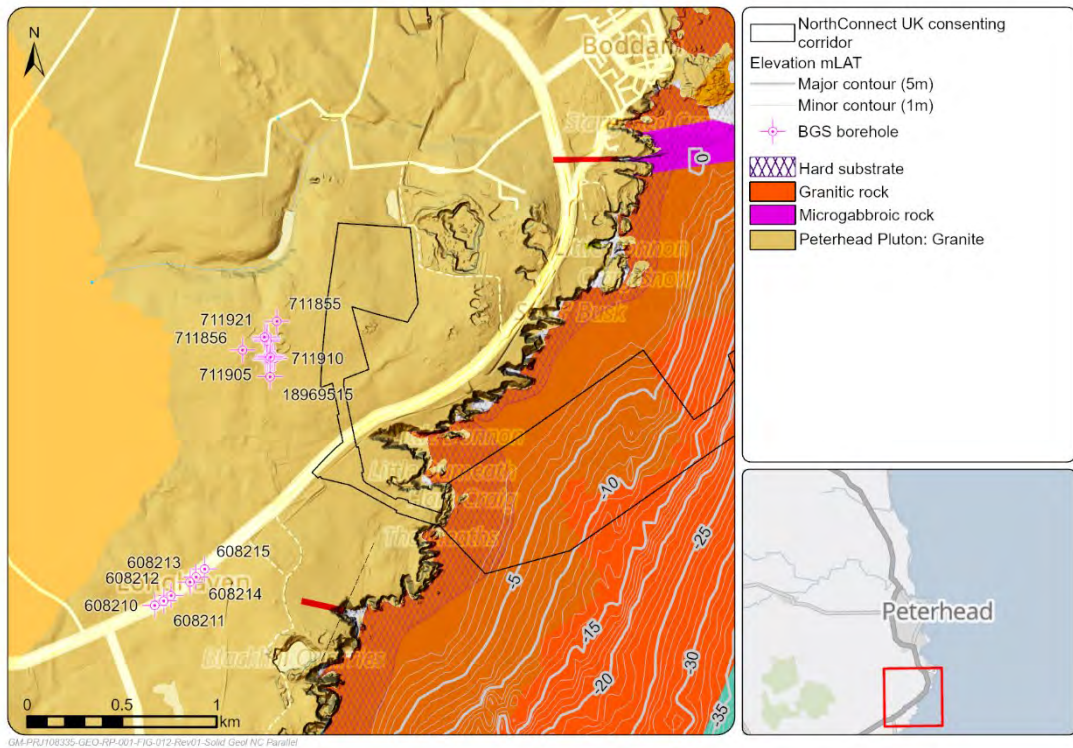 N
Boddam
0
711855
711921
711856
711910
711905
18969515
-5
-10
-15
-20
-25
-30
-35
608215
608213
608212
608214
608210
608211
Longhaven
0 0.5 1
km
NorthConnect UK consenting
corridor
Elevation mLAT
Major contour (5m)
Minor contour (1m)
BGS borehole
Hard substrate
Granitic rock
Microgabbroic rock
Peterhead Pluton: Granite
Peterhead
GM-PRJ108335-GEO-RP-001-FIG-012-Rev01-Solid Geol NC Parallel